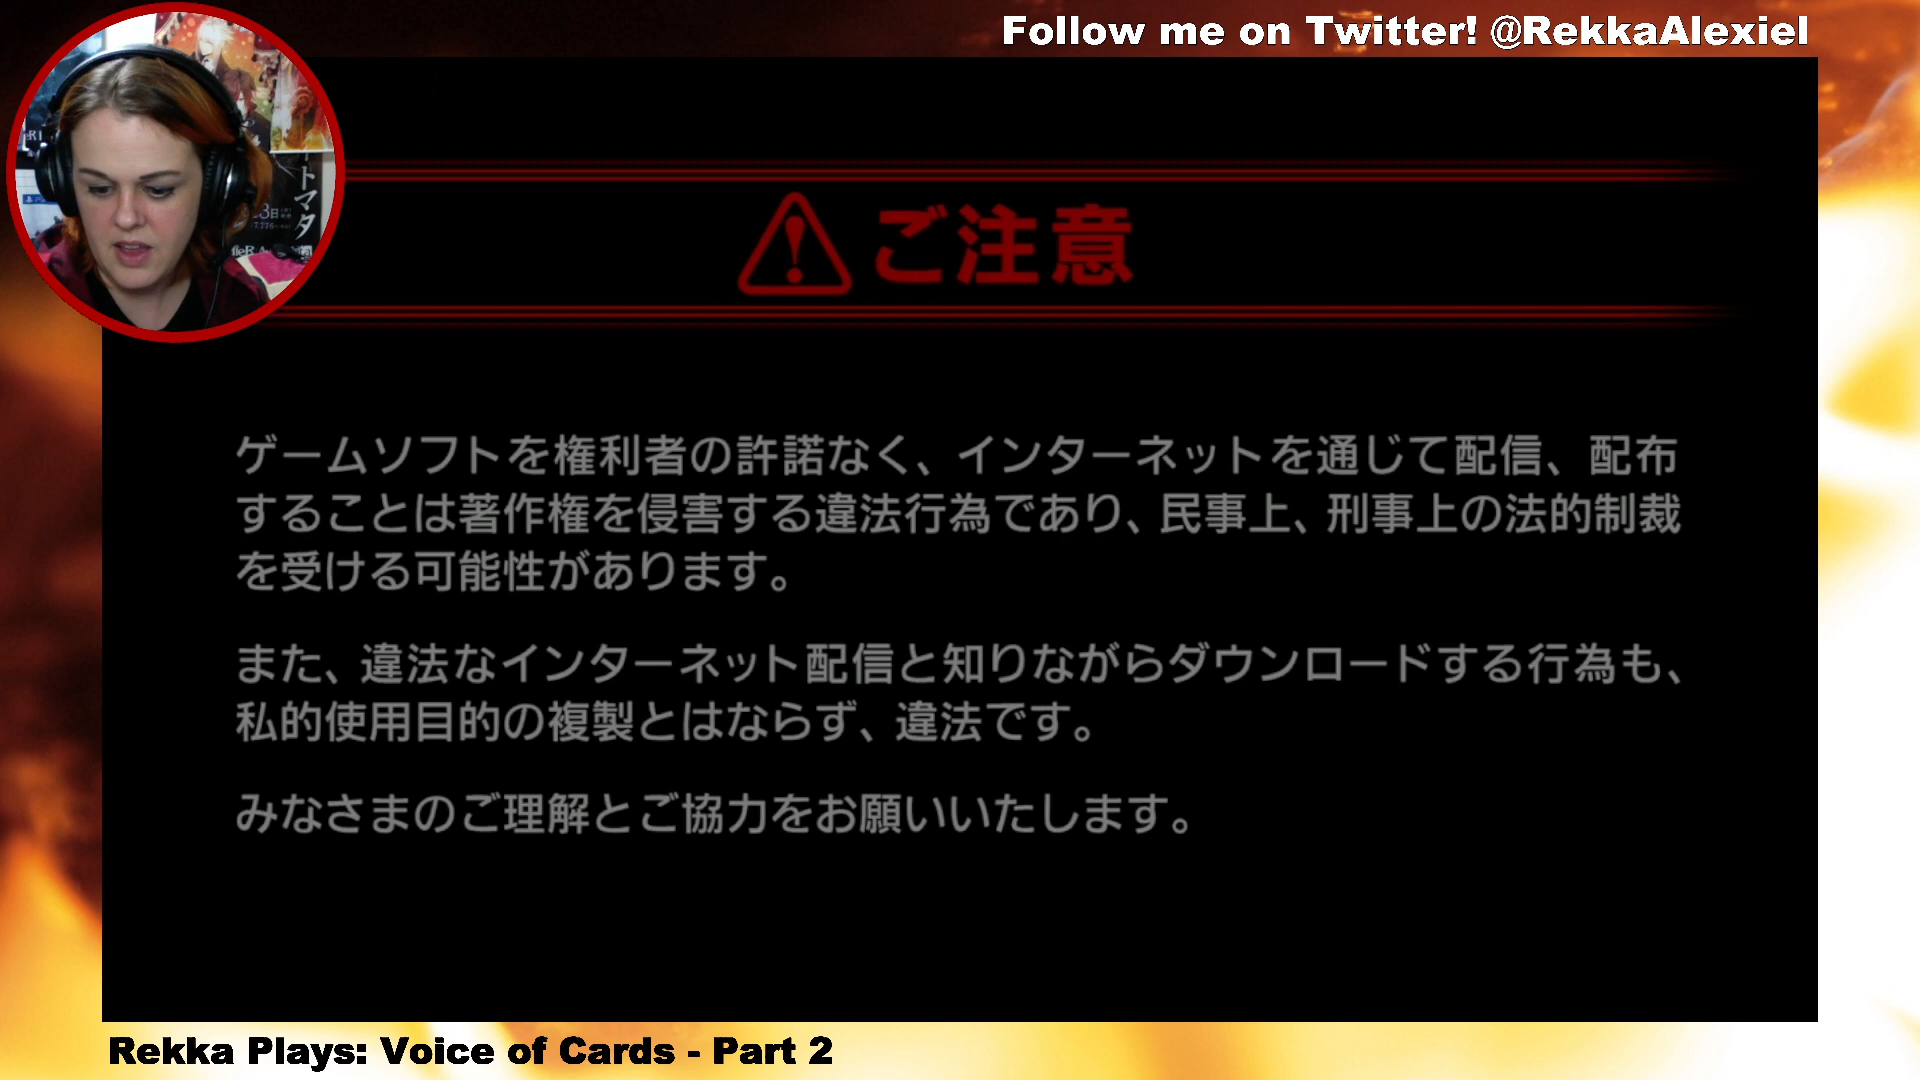 Follow me on Twitter! @RekkaAlexiel
ートマタ
ご注意
ゲームソフトを権利者の許諾なく、インターネットを通じて配信、配布
することは著作権を侵害する違法行為であり、民事上、刑事上の法的制裁
を受ける可能性があります。
また、違法なインターネット配信と知りながらダウンロードする行為も、
私的使用目的の複製とはならず、違法です。
みなさまのご理解とご協力をお願いいたします。
Rekka Plays: Voice of Cards - Part 2